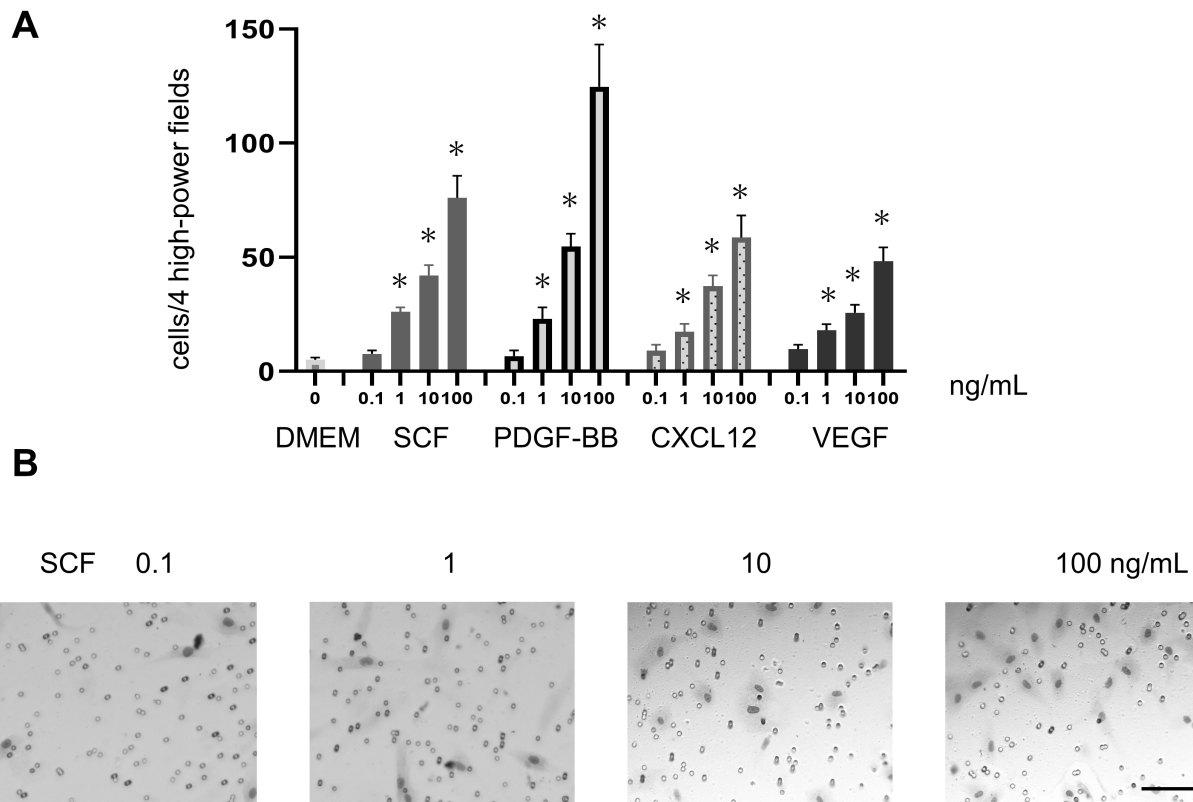 A
cells/4 high-power fields
150
*
100
*
*
*
50
*
*
*
*
*
*
*
*
0
0 0.1 1 10 100 0.1 1 10 100 0.1 1 10 100 0.1 1 10 100 ng/mL
DMEM SCF PDGF-BB CXCL12 VEGF
B
SCF 0.1 1 10 100 ng/mL